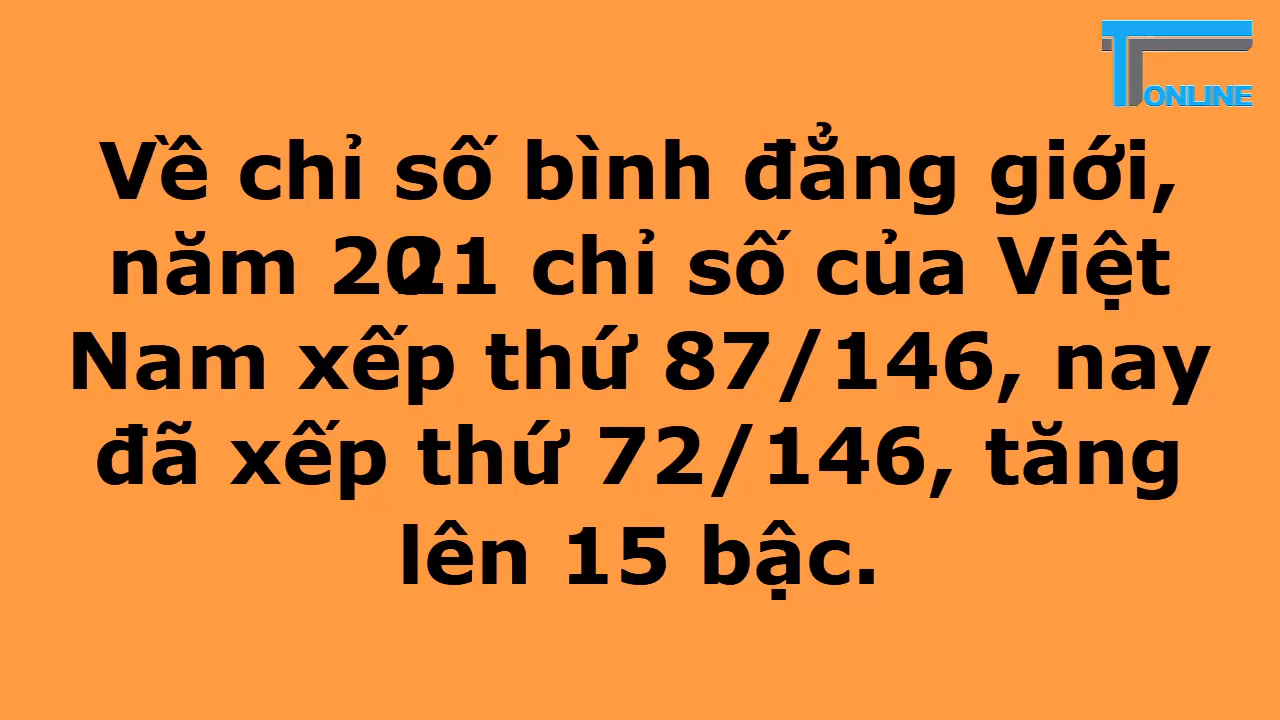 ONLINE
Về chỉ số bình đẳng giới,
năm 2021 chỉ số của Việt
Nam xếp thứ 87/146, nay
đã xếp thứ 72/146, tăng
lên 15 bậc.